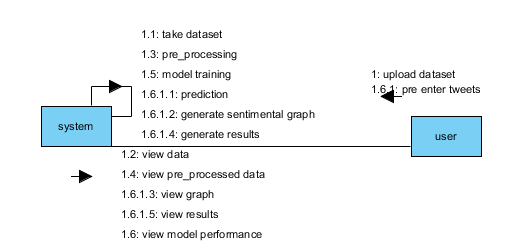 1.1: take dataset
1.3: pre_processing
1.5: model training
1.6.1.1: prediction
1.6.1.2: generate sentimental graph
1.6.1.4: generate results
1: upload dataset
1.6.1: pre enter tweets
system
user
1.2: view data
1.4: view pre_processed data
1.6.1.3: view graph
1.6.1.5: view results
1.6: view model performance